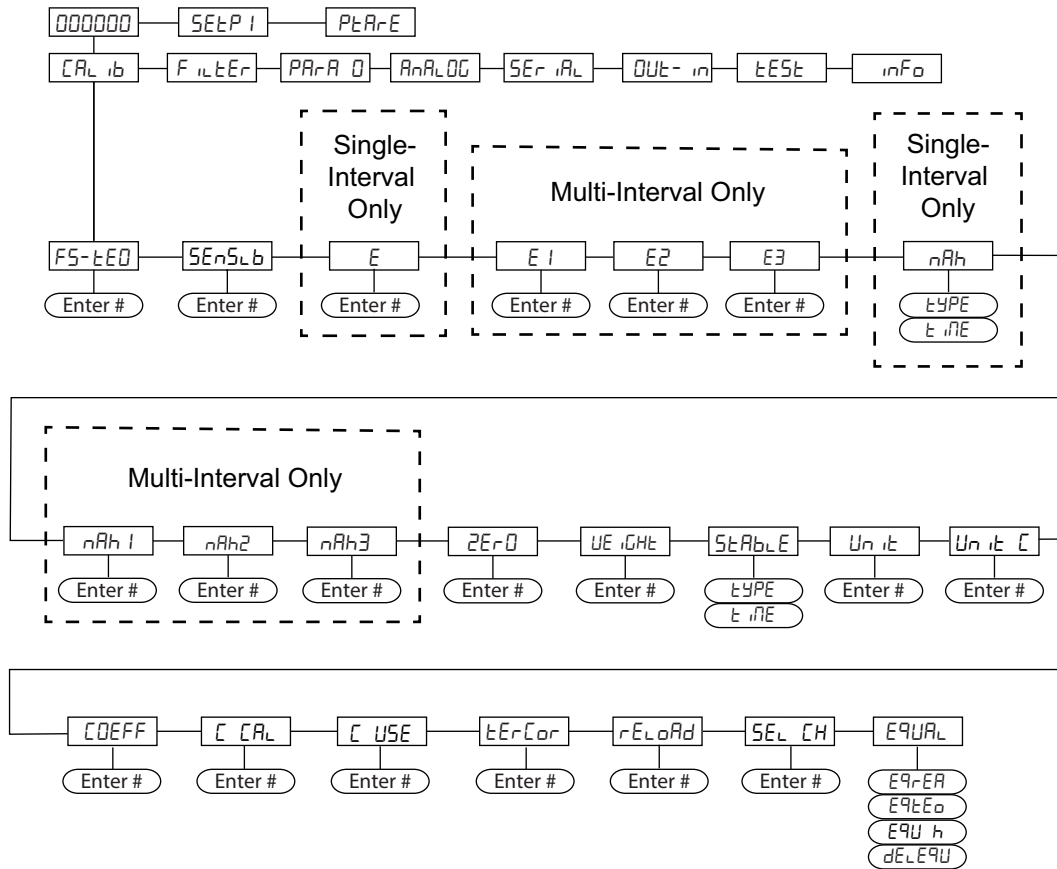 000000 SEtP1 PtArE
CALib FiLtEr PArA 0 AnALOG SEriAL OUt-in tESt inFo
Single-Interval Only
Multi-Interval Only
Single-Interval Only
FS-tEO SEnSLb E E1 E2 E3 nAh
Enter # Enter # Enter # Enter # Enter # Enter # tYPE
tiME
Multi-Interval Only
nAh1 nAh2 nAh3 ZErO UEiGHt StAbLE Unit Unit C
Enter # Enter # Enter # Enter # Enter # tYPE Enter # Enter #
tiME
COEFF C CAL C USE tErCor rELoAd SEL CH EqUAL
Enter # Enter # Enter # Enter # Enter # Enter # EqrEA
EqtEo
EqU h
dELEqU